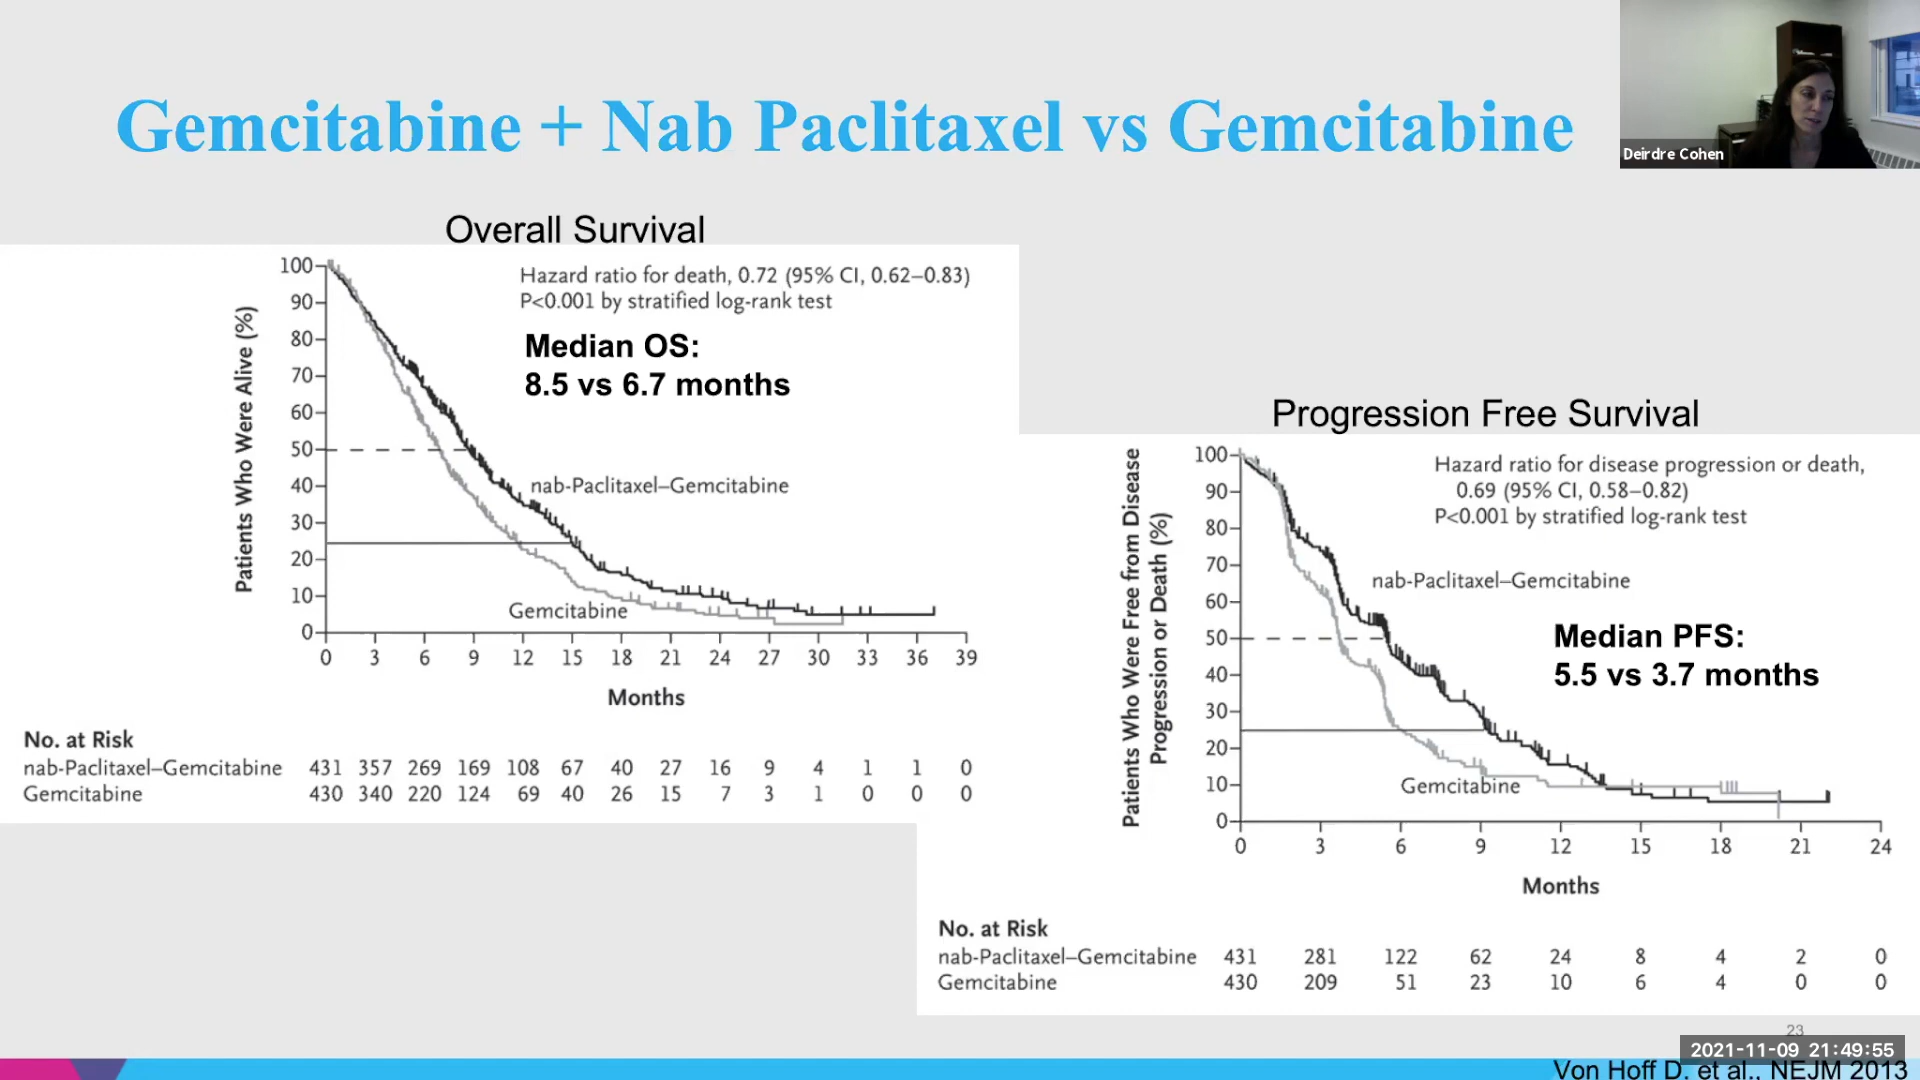 Gemcitabine + Nab Paclitaxel vs Gemcitabine
Deirdre Cohen
Overall Survival
Patients Who Were Alive (%)
100
90
80
70
60
50
40
30
20
10
0
Hazard ratio for death, 0.72 (95% CI, 0.62–0.83)
P<0.001 by stratified log-rank test
Median OS:
8.5 vs 6.7 months
nab-Paclitaxel–Gemcitabine
Gemcitabine
0 3 6 9 12 15 18 21 24 27 30 33 36 39
Months
No. at Risk
nab-Paclitaxel–Gemcitabine 431 357 269 169 108 67 40 27 16 9 4 1 1 0
Gemcitabine 430 340 220 124 69 40 26 15 7 3 1 0 0 0
Progression Free Survival
Patients Who Were Free from Disease
Progression or Death (%)
100
90
80
70
60
50
40
30
20
10
0
Hazard ratio for disease progression or death,
0.69 (95% CI, 0.58–0.82)
P<0.001 by stratified log-rank test
nab-Paclitaxel–Gemcitabine
Median PFS:
5.5 vs 3.7 months
Gemcitabine
0 3 6 9 12 15 18 21 24
Months
No. at Risk
nab-Paclitaxel–Gemcitabine 431 281 122 62 24 8 4 2 0
Gemcitabine 430 209 51 23 10 6 4 0 0
23
2021-11-09 21:49:55
Von Hoff D. et al., NEJM 2013